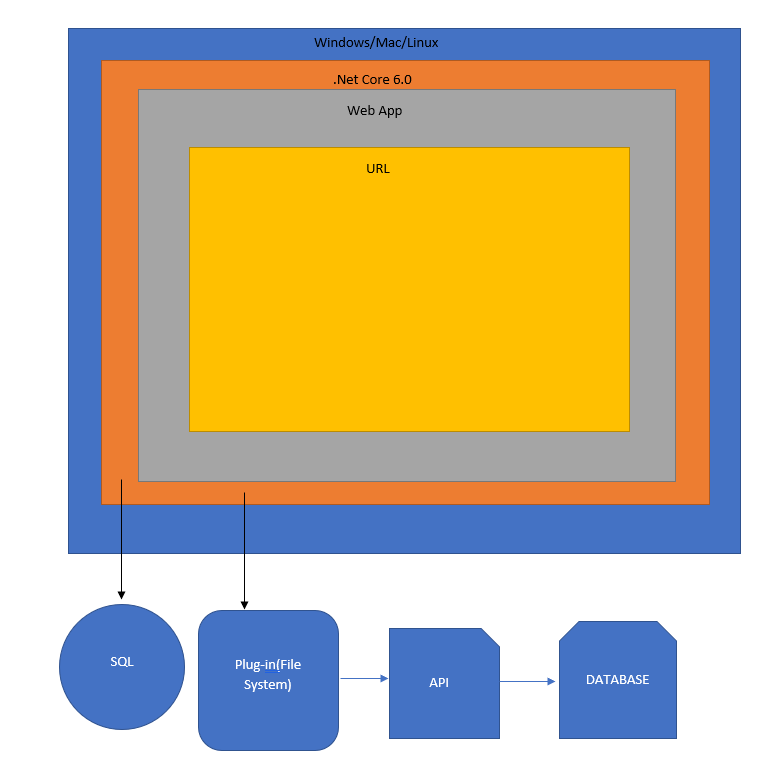 Windows/Mac/Linux
.Net Core 6.0
Web App
URL
SQL
Plug-in(File
System)
API
DATABASE